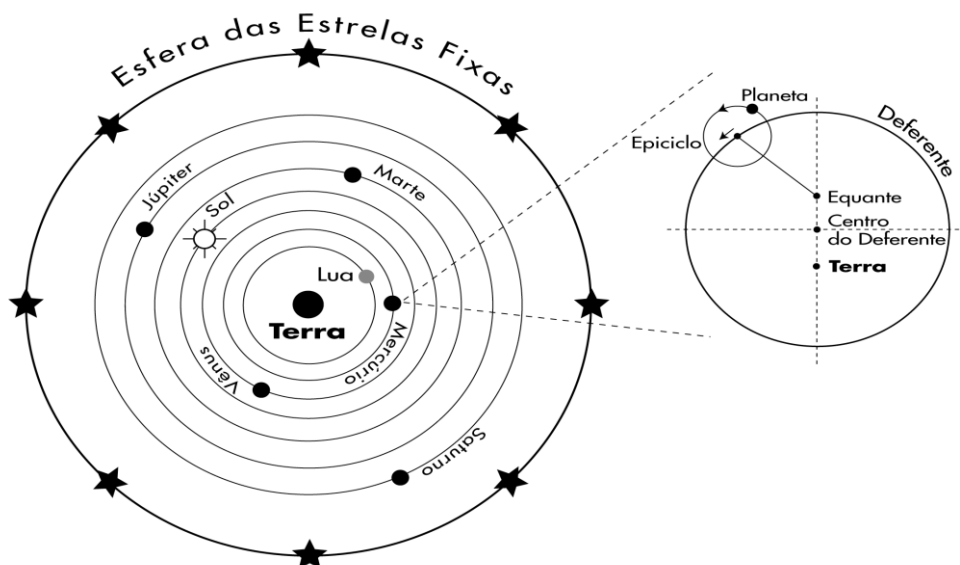 Esfera das Estrelas Fixas
Júpiter
Sol
Marte
Lua
Terra
Mercúrio
Vênus
Saturno
Planeta
Deferente
Epiciclo
Equante
Centro
do Deferente
Terra